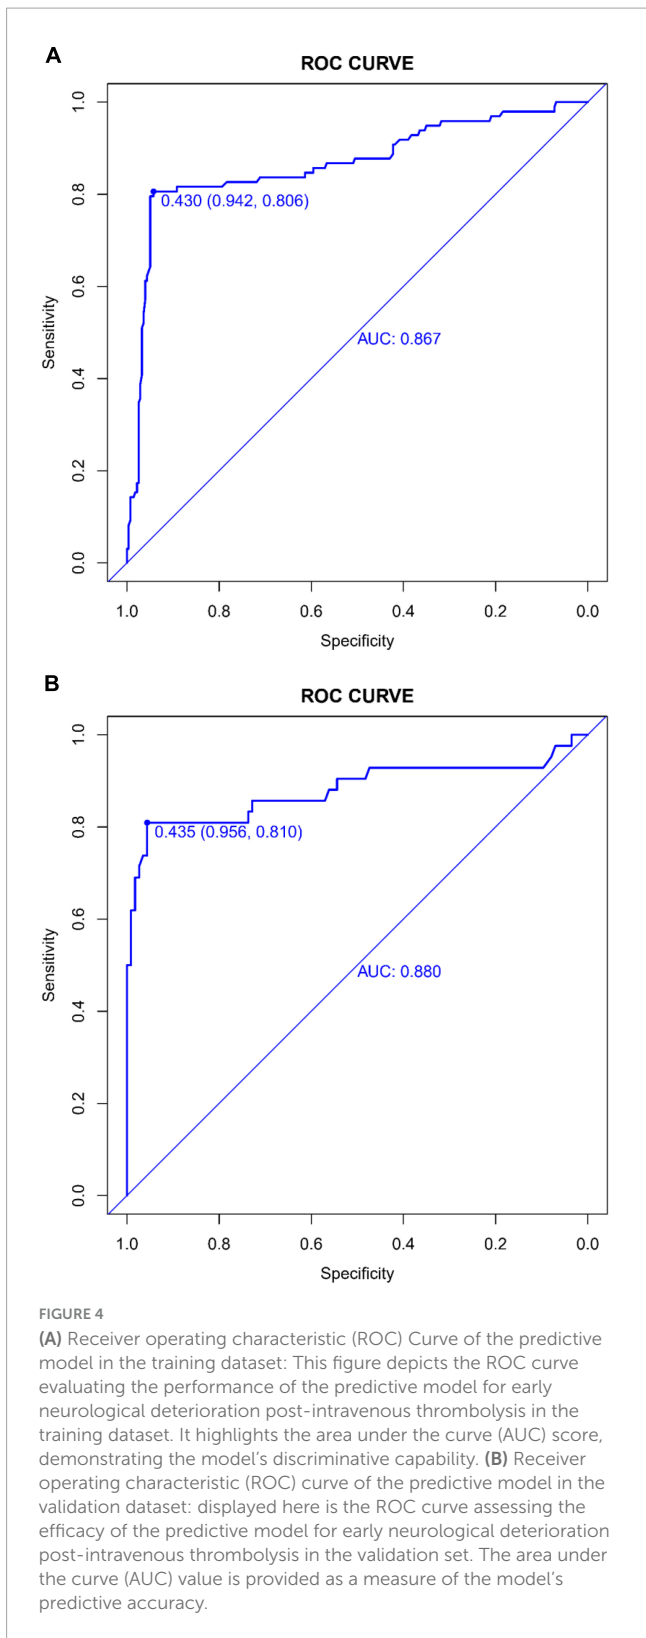 A
ROC CURVE
1.0
0.8
0.6
0.4
0.2
0.0
Sensitivity
0.430 (0.942, 0.806)
AUC: 0.867
1.0 0.8 0.6 0.4 0.2 0.0
Specificity
B
ROC CURVE
1.0
0.8
0.6
0.4
0.2
0.0
Sensitivity
0.435 (0.956, 0.810)
AUC: 0.880
1.0 0.8 0.6 0.4 0.2 0.0
Specificity
FIGURE 4
(A) Receiver operating characteristic (ROC) Curve of the predictive
model in the training dataset: This figure depicts the ROC curve
evaluating the performance of the predictive model for early
neurological deterioration post-intravenous thrombolysis in the
training dataset. It highlights the area under the curve (AUC) score,
demonstrating the model's discriminative capability. (B) Receiver
operating characteristic (ROC) curve of the predictive model in the
validation dataset: displayed here is the ROC curve assessing the
efficacy of the predictive model for early neurological deterioration
post-intravenous thrombolysis in the validation set. The area under
the curve (AUC) value is provided as a measure of the model's
predictive accuracy.